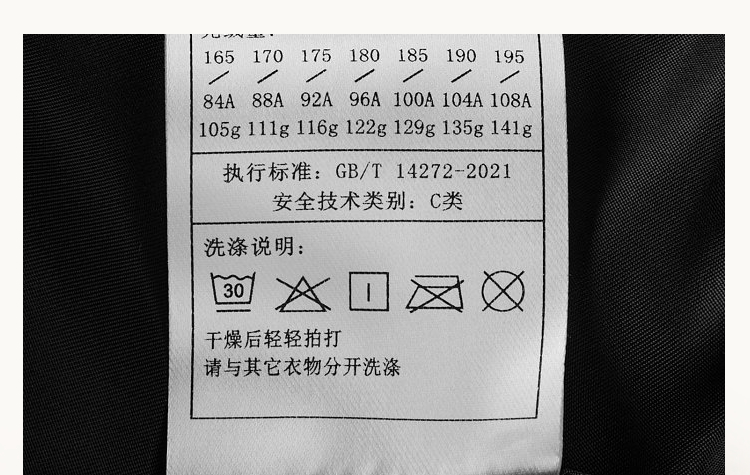 充绒量:
165 170 175 180 185 190 195
/ / / / / / /
84A 88A 92A 96A 100A 104A 108A
105g 111g 116g 122g 129g 135g 141g
执行标准: GB/T 14272-2021
安全技术类别: C类
洗涤说明:
30
干燥后轻轻拍打
请与其它衣物分开洗涤